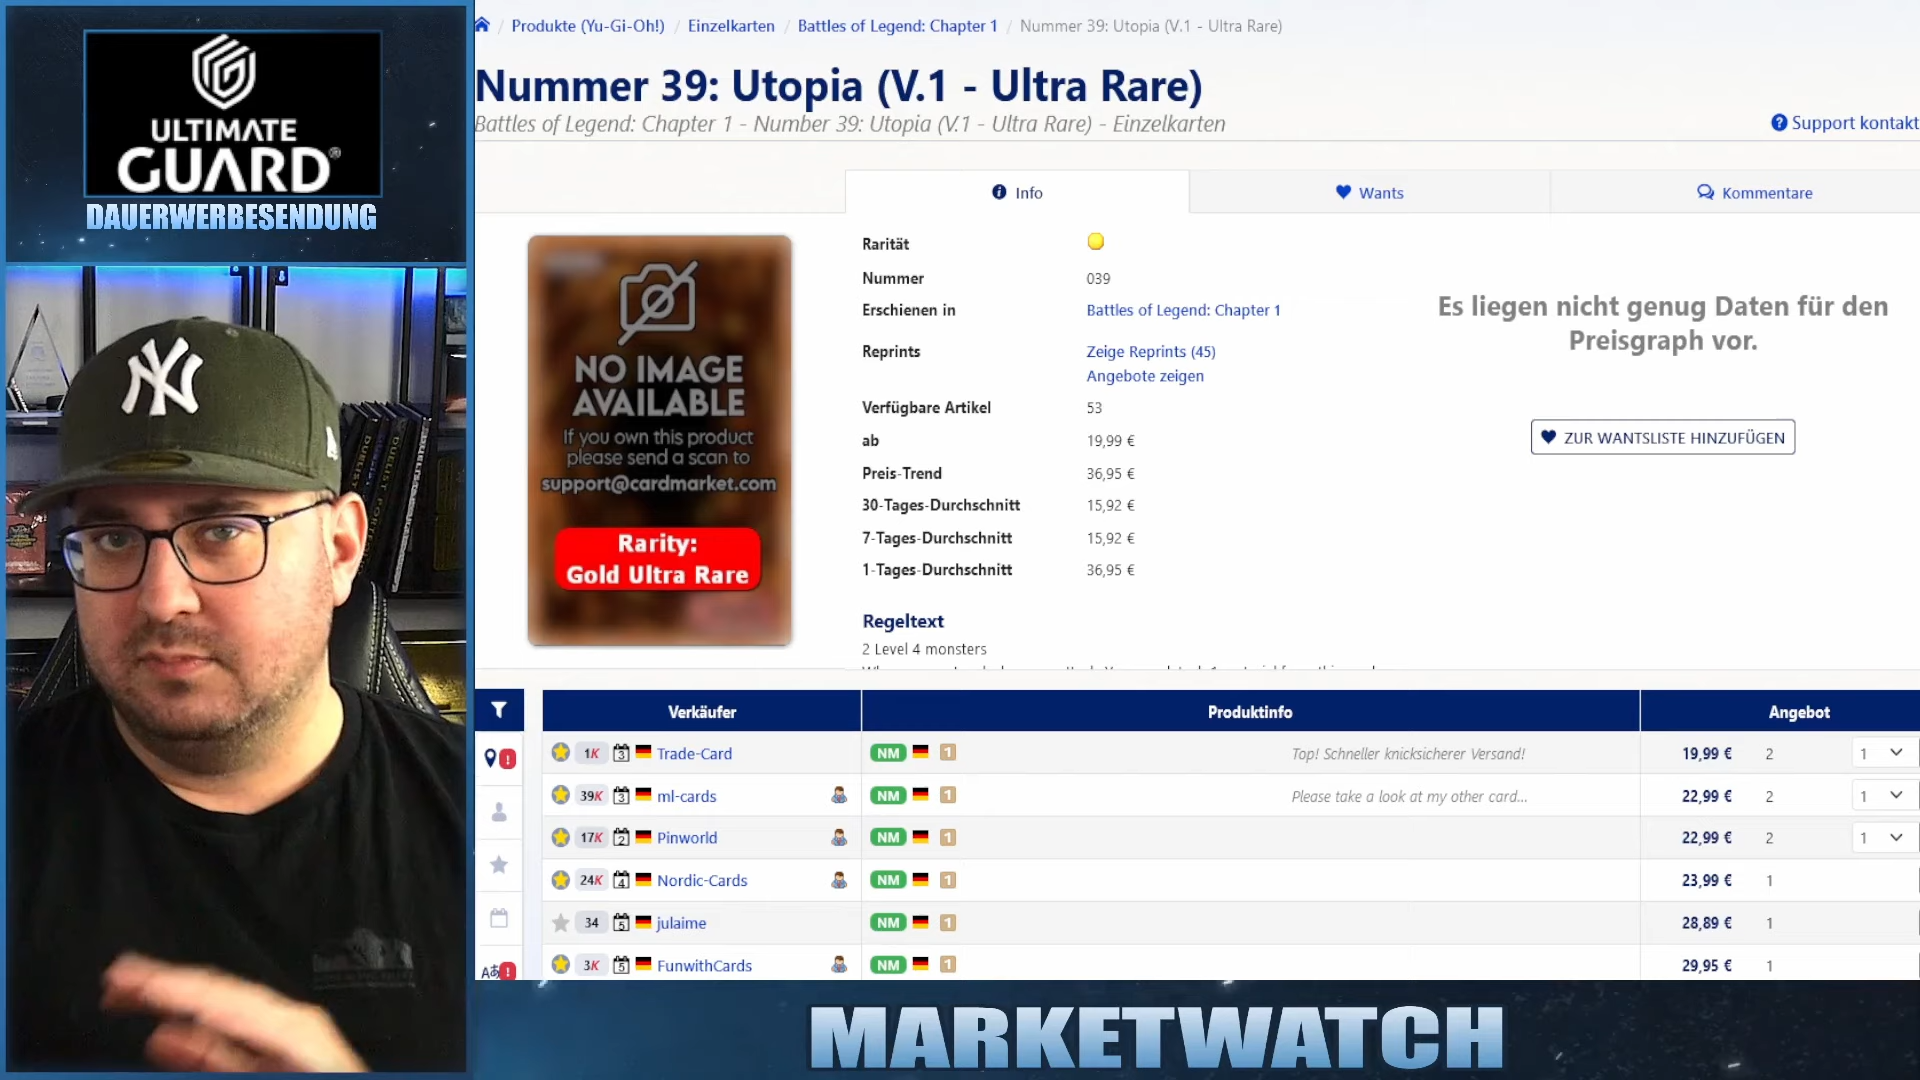 ULTIMATE
GUARD®
DAUERWERBESENDUNG
NY
/ Produkte (Yu-Gi-Oh!) / Einzelkarten / Battles of Legend: Chapter 1 / Nummer 39: Utopia (V.1 - Ultra Rare)
Nummer 39: Utopia (V.1 - Ultra Rare)
Battles of Legend: Chapter 1 - Number 39: Utopia (V.1 - Ultra Rare) - Einzelkarten
Support kontakt
Info
Wants
Kommentare
NO IMAGE
AVAILABLE
If you own this product
please send a scan to
support@cardmarket.com
Rarity:
Gold Ultra Rare
Rarität
Nummer 039
Erschienen in Battles of Legend: Chapter 1
Reprints Zeige Reprints (45)
Angebote zeigen
Verfügbare Artikel 53
ab 19,99 €
Preis-Trend 36,95 €
30-Tages-Durchschnitt 15,92 €
7-Tages-Durchschnitt 15,92 €
1-Tages-Durchschnitt 36,95 €
Regeltext
2 Level 4 monsters
Es liegen nicht genug Daten für den
Preisgraph vor.
ZUR WANTSLISTE HINZUFÜGEN
Verkäufer Produktinfo Angebot
1K 3 Trade-Card NM 1 Top! Schneller knicksicherer Versand! 19,99 € 2 1
39K 3 ml-cards NM 1 Please take a look at my other card... 22,99 € 2 1
17K 2 Pinworld NM 1 22,99 € 2 1
24K 4 Nordic-Cards NM 1 23,99 € 1
34 5 julaime NM 1 28,89 € 1
3K 5 FunwithCards NM 1 29,95 € 1
MARKETWATCH